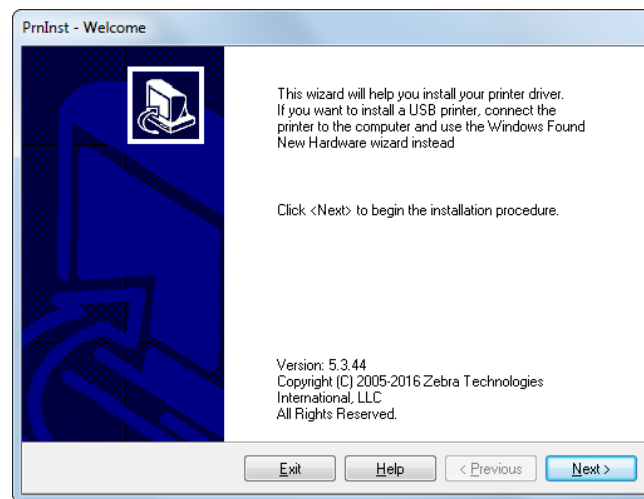 PrnInst - Welcome
This wizard will help you install your printer driver.
If you want to install a USB printer, connect the
printer to the computer and use the Windows Found
New Hardware wizard instead
Click <Next> to begin the installation procedure.
Version: 5.3.44
Copyright (C) 2005-2016 Zebra Technologies
International, LLC
All Rights Reserved.
Exit Help < Previous Next >